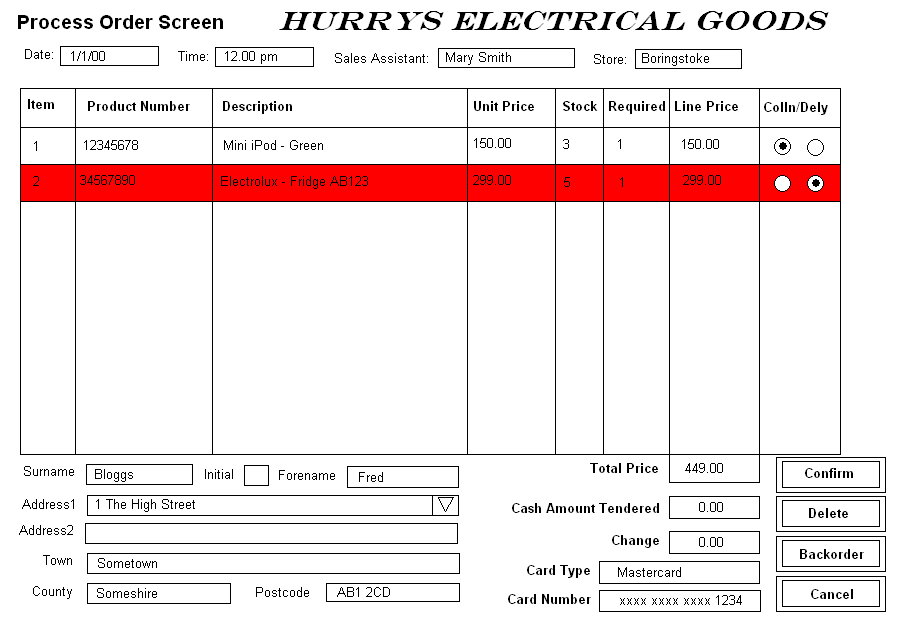 Process Order Screen HURRYS ELECTRICAL GOODS
Date: 1/1/00 Time: 12.00 pm Sales Assistant: Mary Smith Store: Boringstoke
Item Product Number Description Unit Price Stock Required Line Price Colln/Dely
1 12345678 Mini iPod - Green 150.00 3 1 150.00
2 34567890 Electrolux - Fridge AB123 299.00 5 1 299.00
Surname Bloggs Initial Forename Fred Total Price 449.00 Confirm
Address1 1 The High Street Cash Amount Tendered 0.00 Delete
Address2
Change 0.00 Backorder
Town Sometown Card Type Mastercard
County Someshire Postcode AB1 2CD Card Number xxxx xxxx xxxx 1234 Cancel